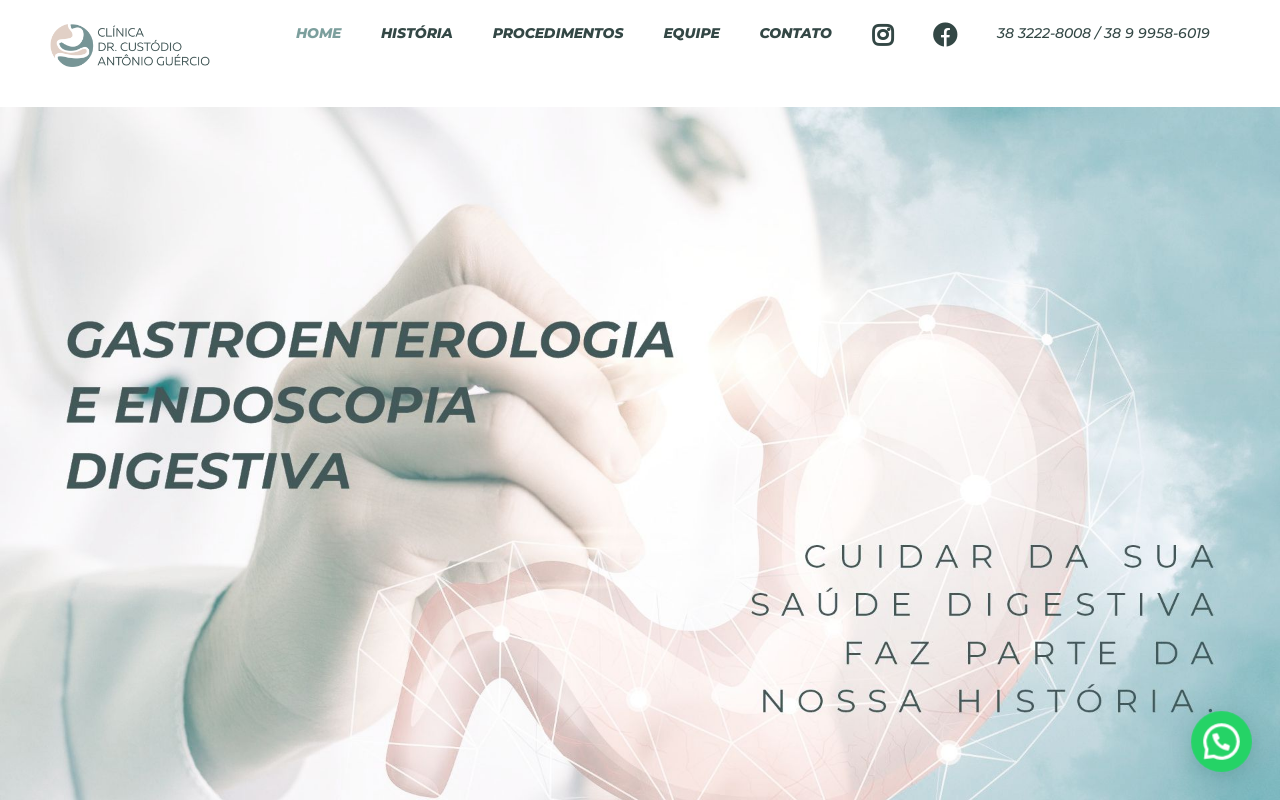 CLÍNICA
DR. CUSTÓDIO
ANTÔNIO GUÉRCIO
HOME HISTÓRIA PROCEDIMENTOS EQUIPE CONTATO 38 3222-8008 / 38 9 9958-6019
GASTROENTEROLOGIA
E ENDOSCOPIA
DIGESTIVA
CUIDAR DA SUA
SAÚDE DIGESTIVA
FAZ PARTE DA
NOSSA HISTÓRIA.